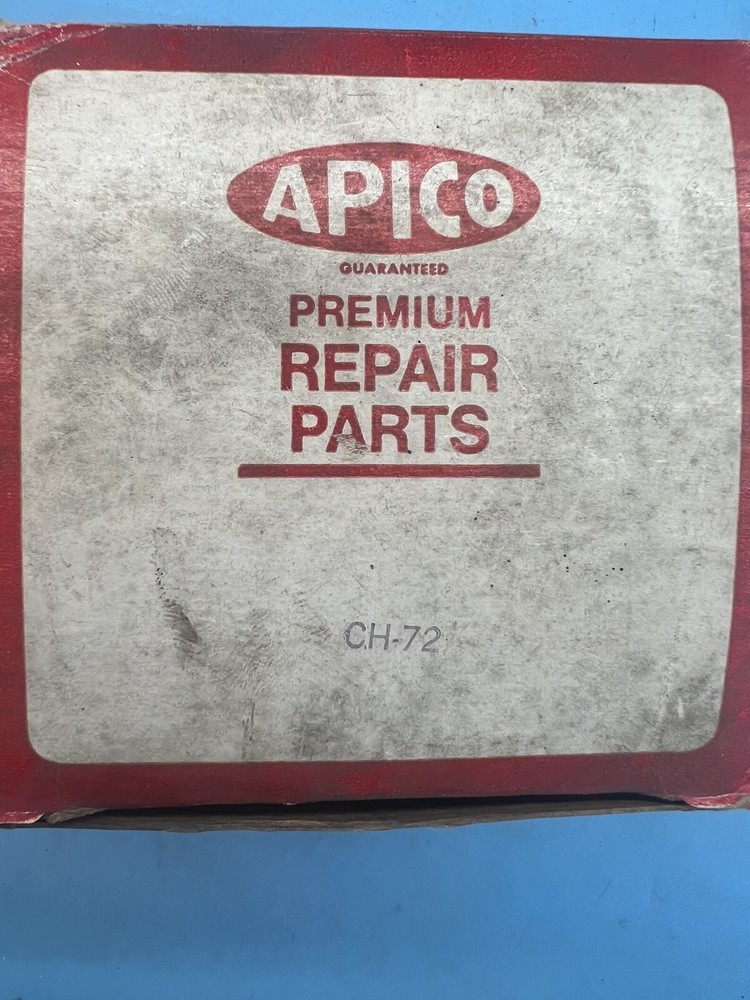 APICO
GUARANTEED
PREMIUM
REPAIR
PARTS
CH-72